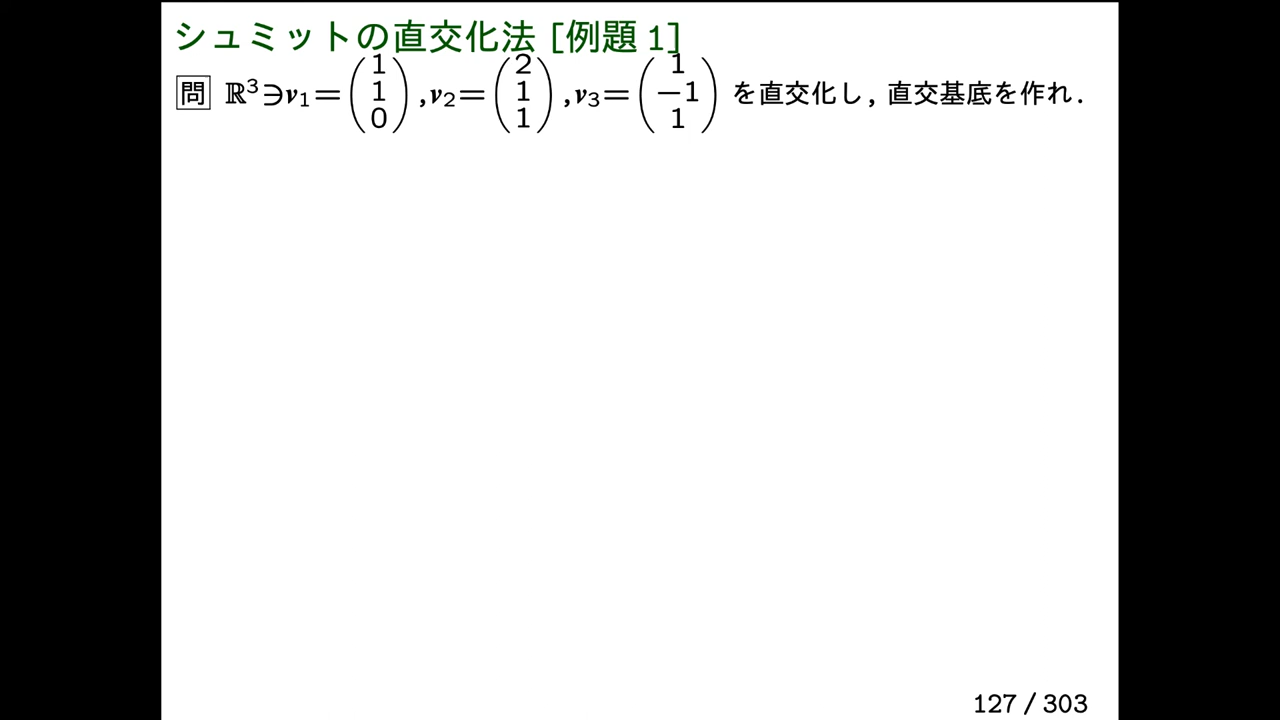 シュミットの直交化法 [例題 1]
問 ℝ³∋v₁=(1 1 0),v₂=(2 1 1),v₃=(1 −1 1) を直交化し, 直交基底を作れ.
127 / 303